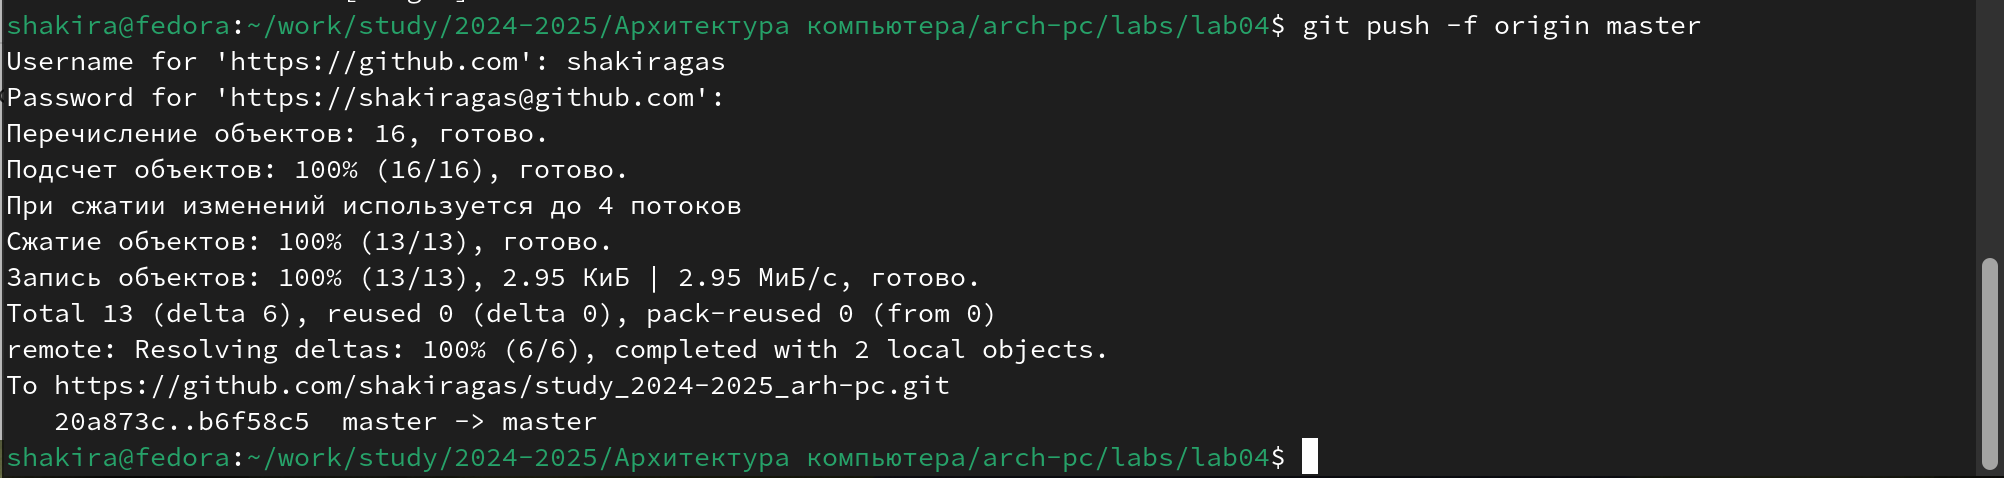 shakira@fedora:~/work/study/2024-2025/Архитектура компьютера/arch-pc/labs/lab04$ git push -f origin master
Username for 'https://github.com': shakiragas
Password for 'https://shakiragas@github.com':
Перечисление объектов: 16, готово.
Подсчет объектов: 100% (16/16), готово.
При сжатии изменений используется до 4 потоков
Сжатие объектов: 100% (13/13), готово.
Запись объектов: 100% (13/13), 2.95 КиБ | 2.95 МиБ/с, готово.
Total 13 (delta 6), reused 0 (delta 0), pack-reused 0 (from 0)
remote: Resolving deltas: 100% (6/6), completed with 2 local objects.
To https://github.com/shakiragas/study_2024-2025_arh-pc.git
   20a873c..b6f58c5  master -> master
shakira@fedora:~/work/study/2024-2025/Архитектура компьютера/arch-pc/labs/lab04$